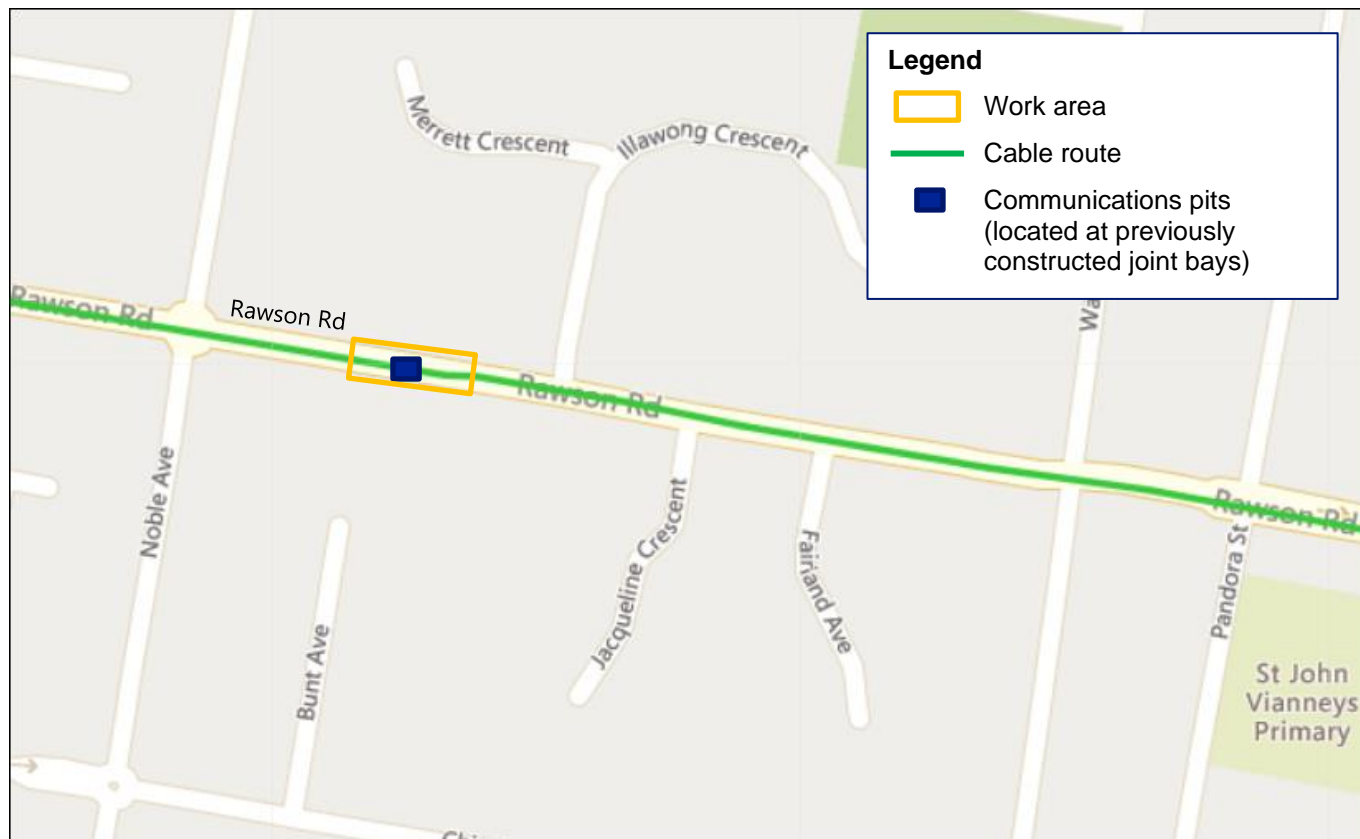 Legend
Work area
Cable route
Communications pits
(located at previously
constructed joint bays)
Merrett Crescent
Illawong Crescent
Rawson Rd
Rawson Rd
Rawson Rd
Rawson Rd
Noble Ave
Bunt Ave
Jacqueline Crescent
Fairland Ave
Pandora St
St John
Vianneys
Primary